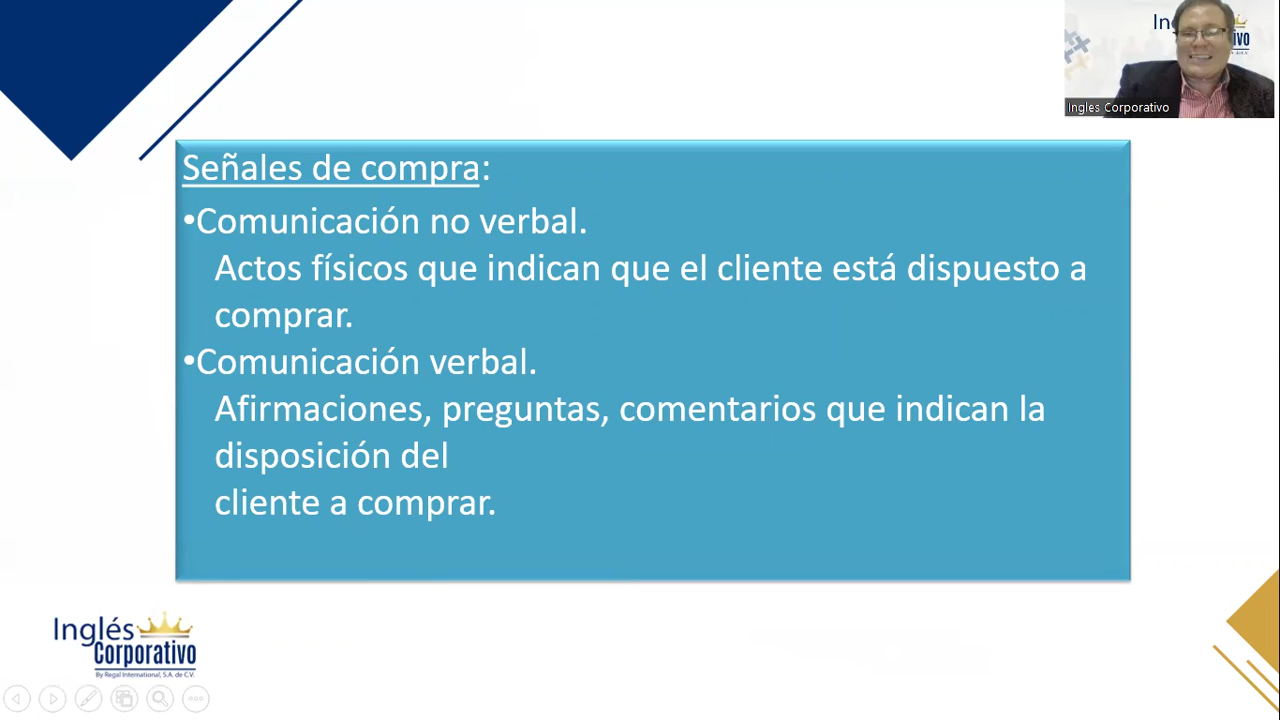 Señales de compra:
•Comunicación no verbal.
Actos físicos que indican que el cliente está dispuesto a
comprar.
•Comunicación verbal.
Afirmaciones, preguntas, comentarios que indican la
disposición del
cliente a comprar.
Ingles Corporativo
Inglés
Corporativo
By Regal International, S.A. de C.V.